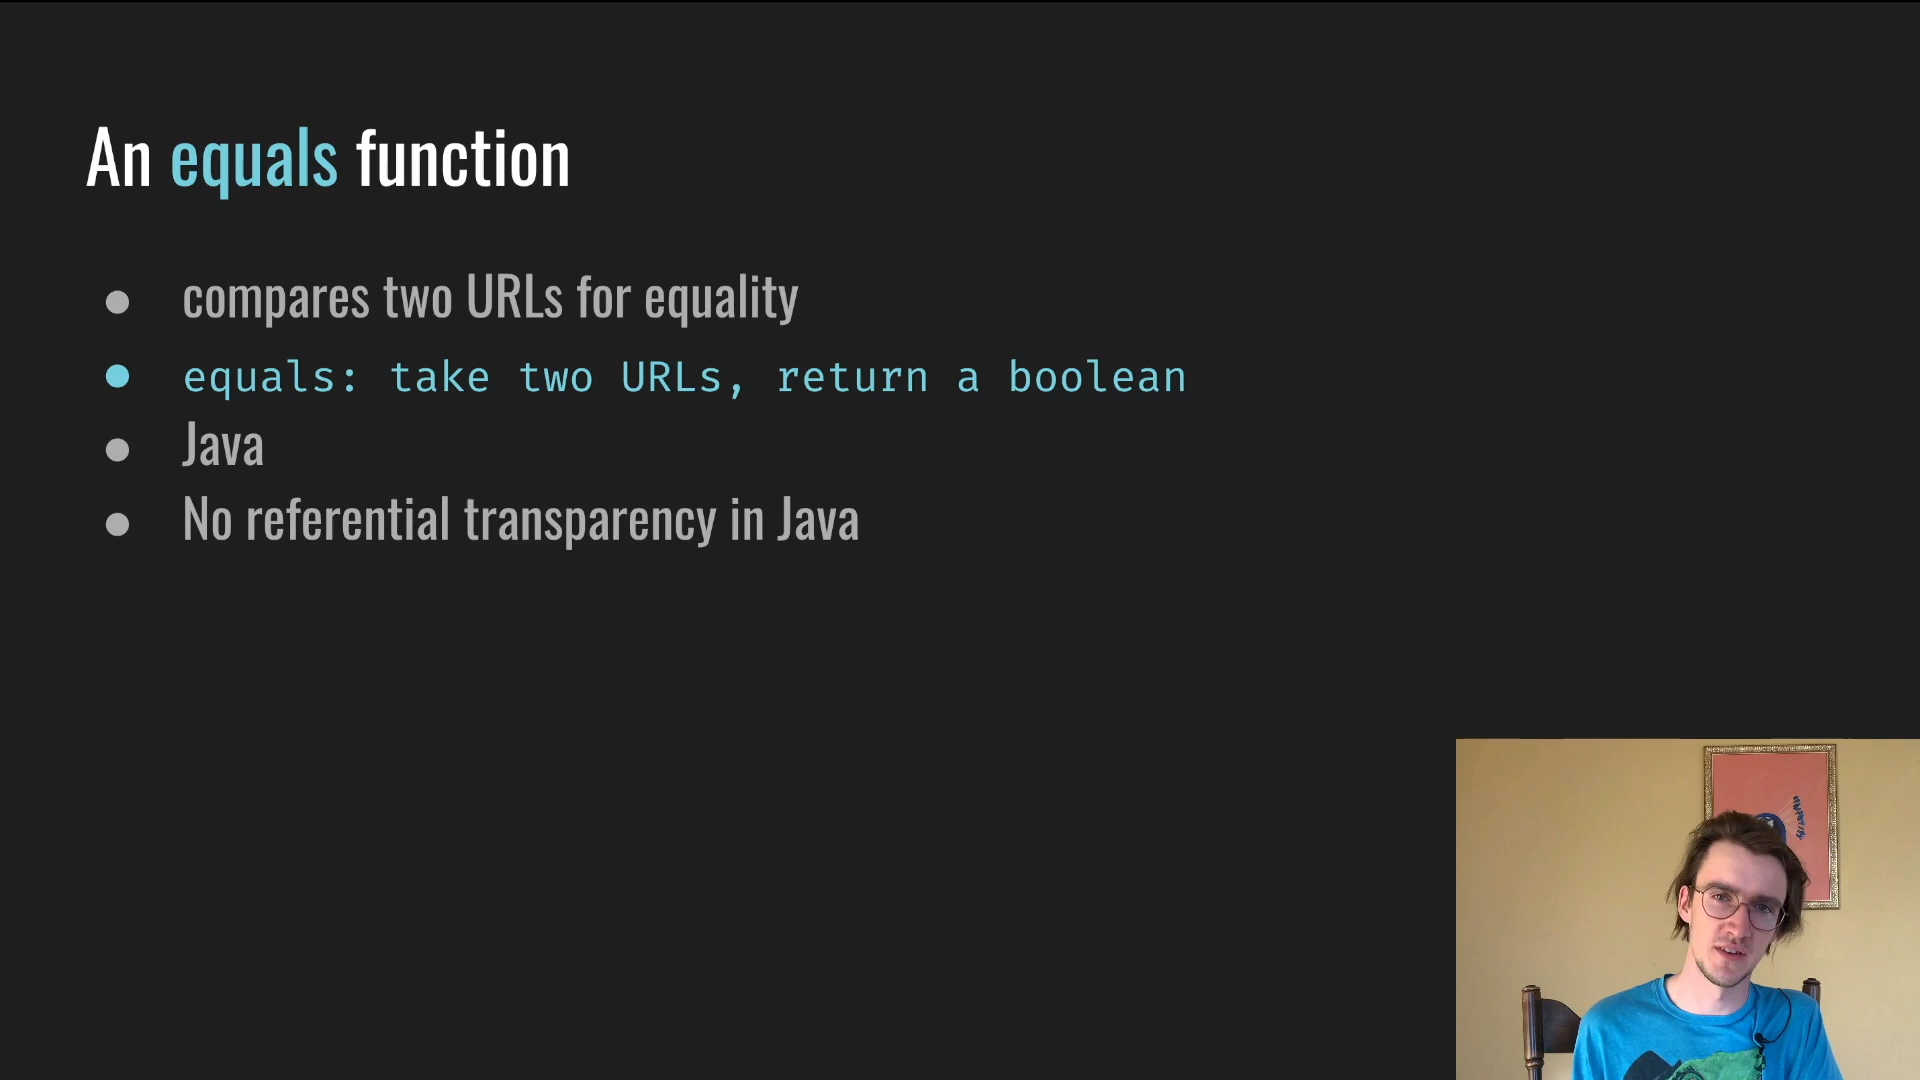 An equals function
● compares two URLs for equality
● equals: take two URLs, return a boolean
● Java
● No referential transparency in Java